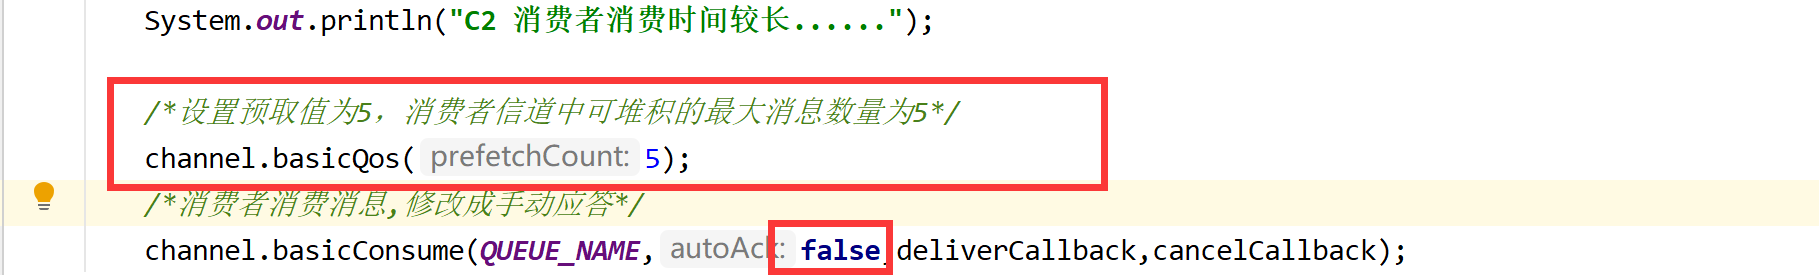 System.out.println("C2 消费者消费时间较长......");
/*设置预取值为5，消费者信道中可堆积的最大消息数量为5*/
channel.basicQos( prefetchCount: 5);
/*消费者消费消息,修改成手动应答*/
channel.basicConsume(QUEUE_NAME, autoAck: false,deliverCallback,cancelCallback);